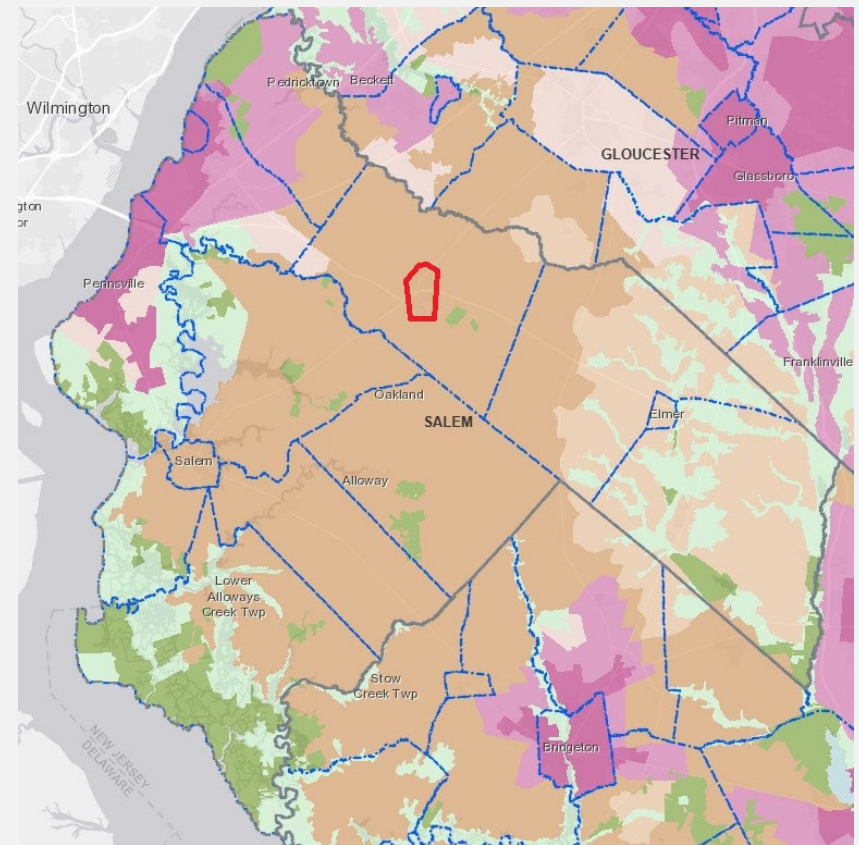 Pedricktown
Beckett
Wilmington
Pitman
GLOUCESTER
Glassboro
gton
or
Pennsville
Franklinville
Oakland
Elmer
SALEM
Salem
Alloway
Lower
Alloways
Creek Twp
Stow
Creek Twp
Bridgeton
NEW JERSEY
DELAWARE